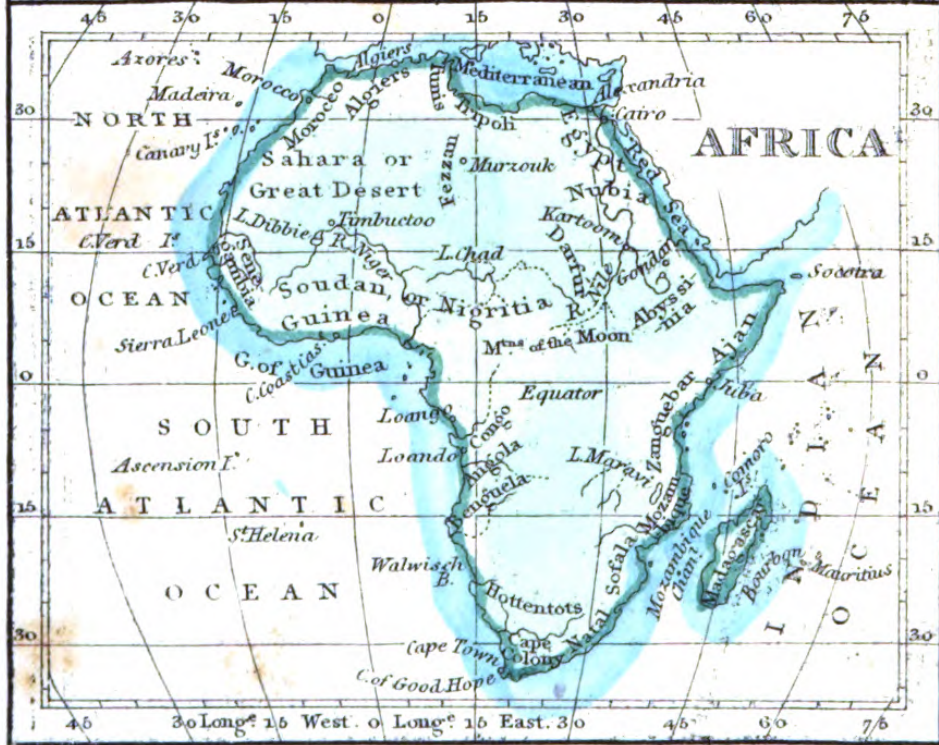 45 30 15 0 15 30 45 60 75
AFRICA
Azores
Madeira
Morocco
Algiers
Mediterranean
Alexandria
Cairo
30
30
NORTH
ATLANTIC
OCEAN
Canary Is.
Morocco
Algiers
Tunis
Tripoli
Egypt
Red Sea
Sahara or
Great Desert
Fezzan
Murzouk
Nubia
L.Dibbie
Timbuctoo
R. Niger
L.Chad
Kartoom
Darfur
R. Nile
Gondar
Abyssi
nia
15
15
C.Verd Is.
C.Verd
Sene
gambia
Sierra Leone
Soudan, or Nigritia
Guinea
Mtns of the Moon
Socotra
Ajan
G. of Guinea
C.Coast Cas.
0
0
Equator
Juba
Zanguebar
SOUTH
ATLANTIC
OCEAN
Loango
Congo
Loando
Angola
Benguela
Ascension I.
St Helena
L.Maravi
Comoro
Is.
Mozam
bique
Mozambique
Chanl
Madagascar
Bourbon
Mauritius
INDIAN
OCEAN
15
15
Walwisch
B.
Sofala
Hottentots
Natal
30
30
Cape
Colony
Cape Town
C. of Good Hope
45 30 Longe. 15 West. 0 Longe. 15 East. 30 45 60 75